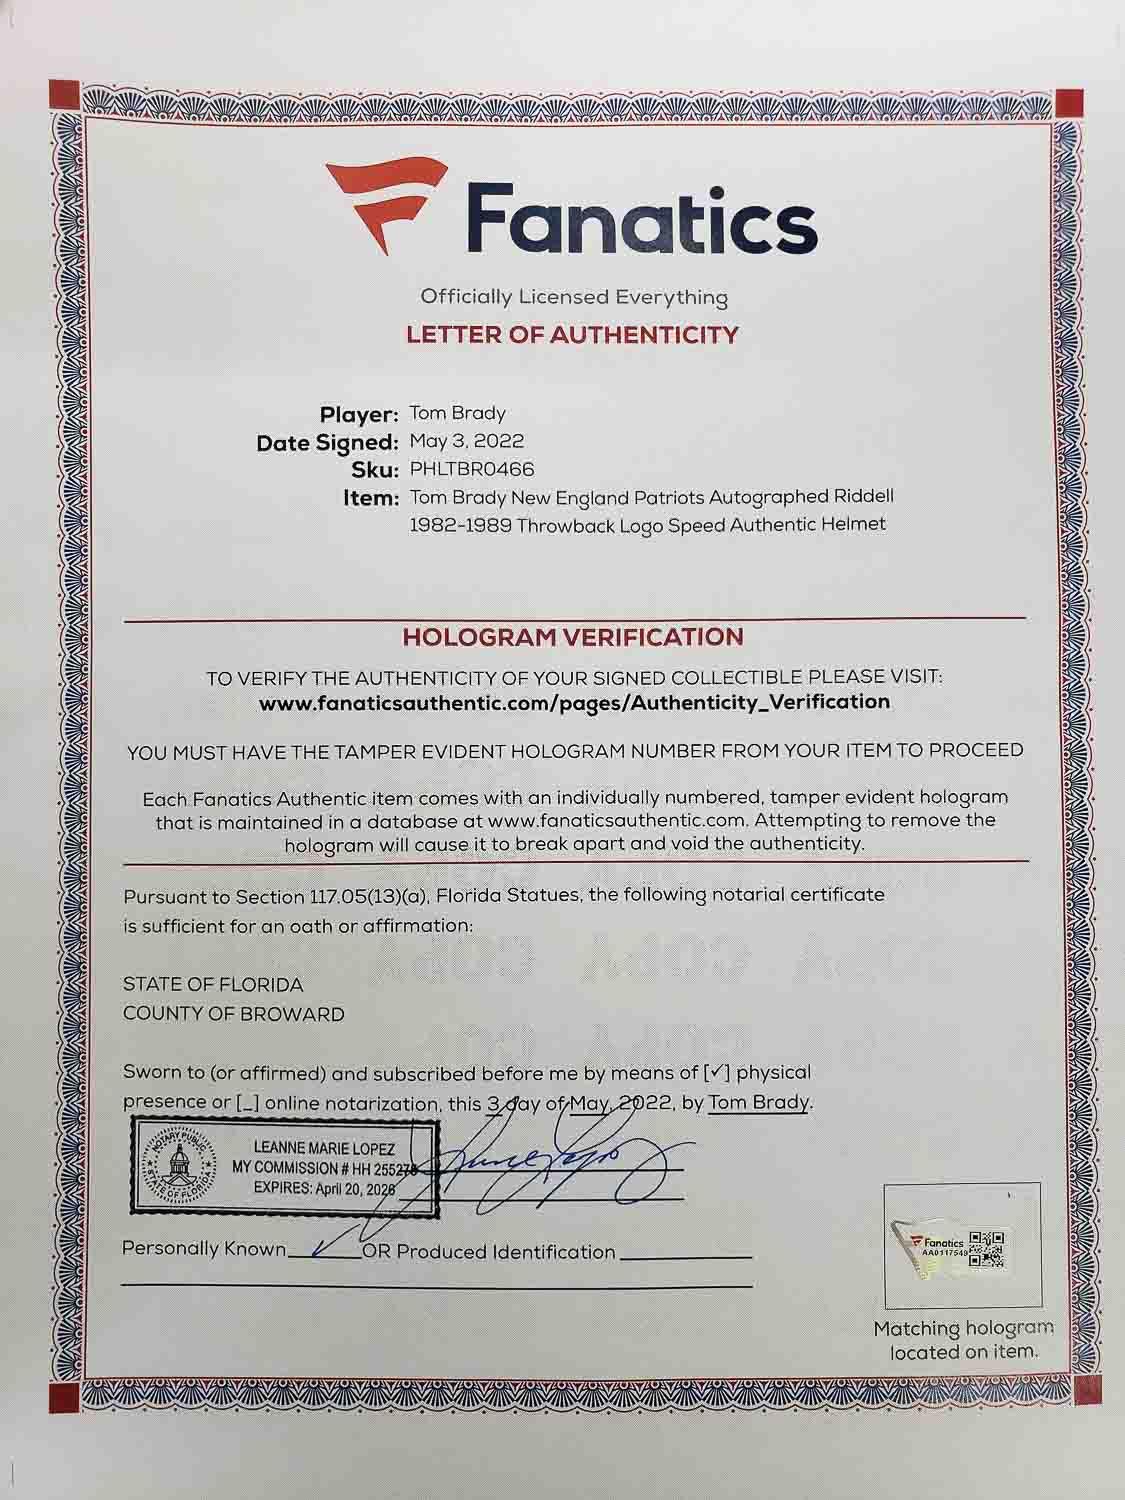 Fanatics
Officially Licensed Everything
LETTER OF AUTHENTICITY
Player: Tom Brady
Date Signed: May 3, 2022
Sku: PHLTBR0466
Item: Tom Brady New England Patriots Autographed Riddell
1982-1989 Throwback Logo Speed Authentic Helmet
HOLOGRAM VERIFICATION
TO VERIFY THE AUTHENTICITY OF YOUR SIGNED COLLECTIBLE PLEASE VISIT:
www.fanaticsauthentic.com/pages/Authenticity_Verification
YOU MUST HAVE THE TAMPER EVIDENT HOLOGRAM NUMBER FROM YOUR ITEM TO PROCEED
Each Fanatics Authentic item comes with an individually numbered, tamper evident hologram
that is maintained in a database at www.fanaticsauthentic.com. Attempting to remove the
hologram will cause it to break apart and void the authenticity.
Pursuant to Section 117.05(13)(a), Florida Statues, the following notarial certificate
is sufficient for an oath or affirmation:
STATE OF FLORIDA
COUNTY OF BROWARD
Sworn to (or affirmed) and subscribed before me by means of [✓] physical
presence or [_] online notarization, this 3 day of May, 2022, by Tom Brady.
NOTARY PUBLIC
STATE OF FLORIDA
LEANNE MARIE LOPEZ
MY COMMISSION # HH 255278
EXPIRES: April 20, 2026
Personally Known ✓ OR Produced Identification
Fanatics
AA0117549
Matching hologram
located on item.